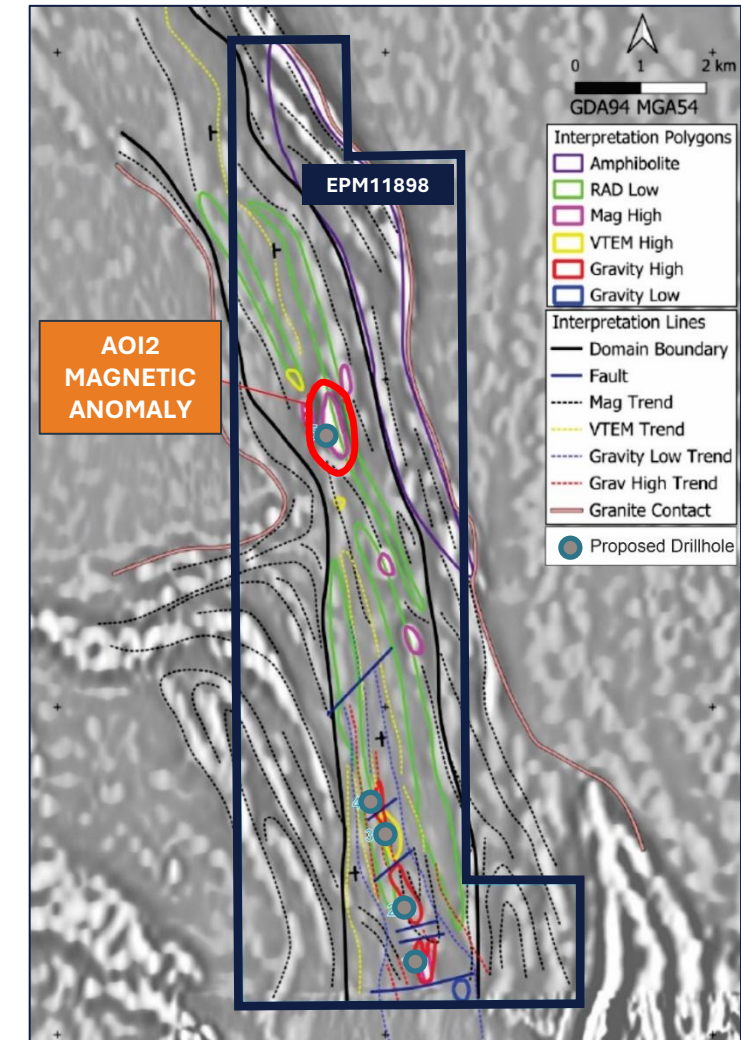 0 1 2 km
GDA94 MGA54
Interpretation Polygons
Amphibolite
RAD Low
Mag High
VTEM High
Gravity High
Gravity Low
Interpretation Lines
Domain Boundary
Fault
Mag Trend
VTEM Trend
Gravity Low Trend
Grav High Trend
Granite Contact
Proposed Drillhole
EPM11898
AOI2
MAGNETIC
ANOMALY